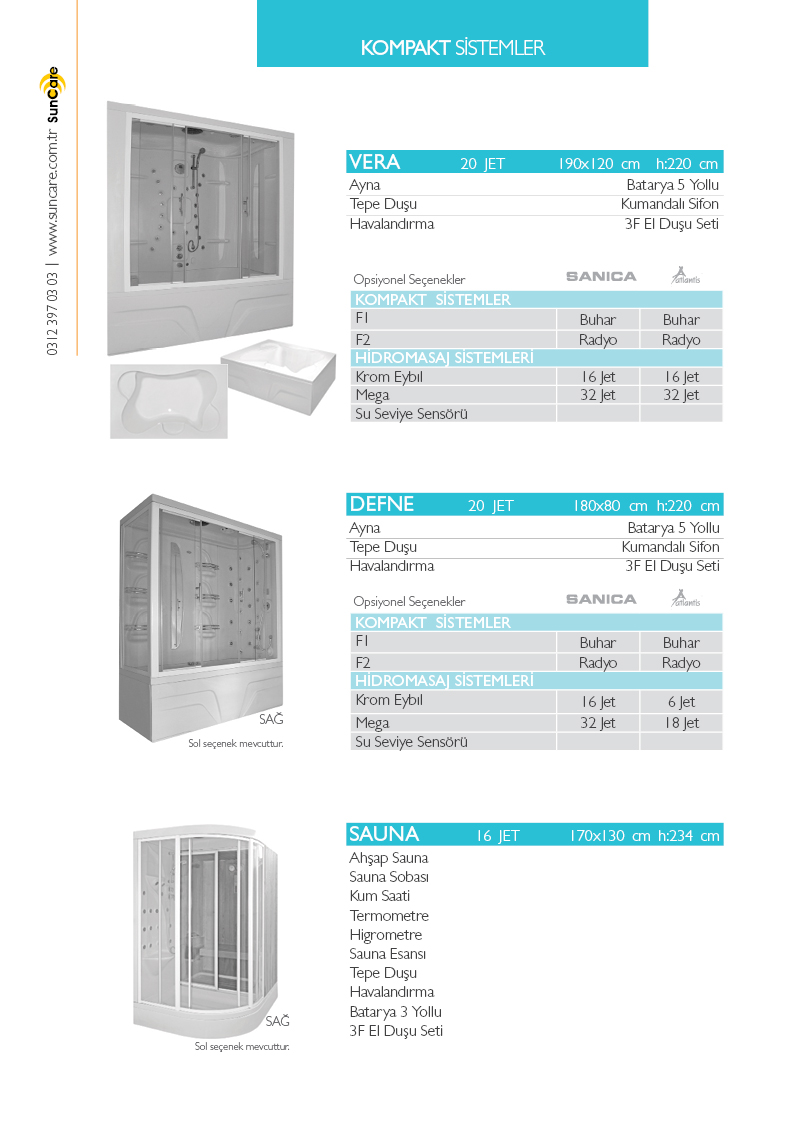 KOMPAKT SİSTEMLER
0312 397 03 03 | www.suncare.com.tr SunCare
VERA 20 JET 190x120 cm h:220 cm
Ayna Batarya 5 Yollu
Tepe Duşu Kumandalı Sifon
Havalandırma 3F El Duşu Seti
Opsiyonel Seçenekler SANICA atlantis
KOMPAKT SİSTEMLER
F1 Buhar Buhar
F2 Radyo Radyo
HİDROMASAJ SİSTEMLERİ
Krom Eybıl 16 Jet 16 Jet
Mega 32 Jet 32 Jet
Su Seviye Sensörü
DEFNE 20 JET 180x80 cm h:220 cm
Ayna Batarya 5 Yollu
Tepe Duşu Kumandalı Sifon
Havalandırma 3F El Duşu Seti
Opsiyonel Seçenekler SANICA atlantis
KOMPAKT SİSTEMLER
F1 Buhar Buhar
F2 Radyo Radyo
HİDROMASAJ SİSTEMLERİ
Krom Eybıl 16 Jet 6 Jet
Mega 32 Jet 18 Jet
Su Seviye Sensörü
SAĞ
Sol seçenek mevcuttur.
SAUNA 16 JET 170x130 cm h:234 cm
Ahşap Sauna
Sauna Sobası
Kum Saati
Termometre
Higrometre
Sauna Esansı
Tepe Duşu
Havalandırma
Batarya 3 Yollu
3F El Duşu Seti
SAĞ
Sol seçenek mevcuttur.